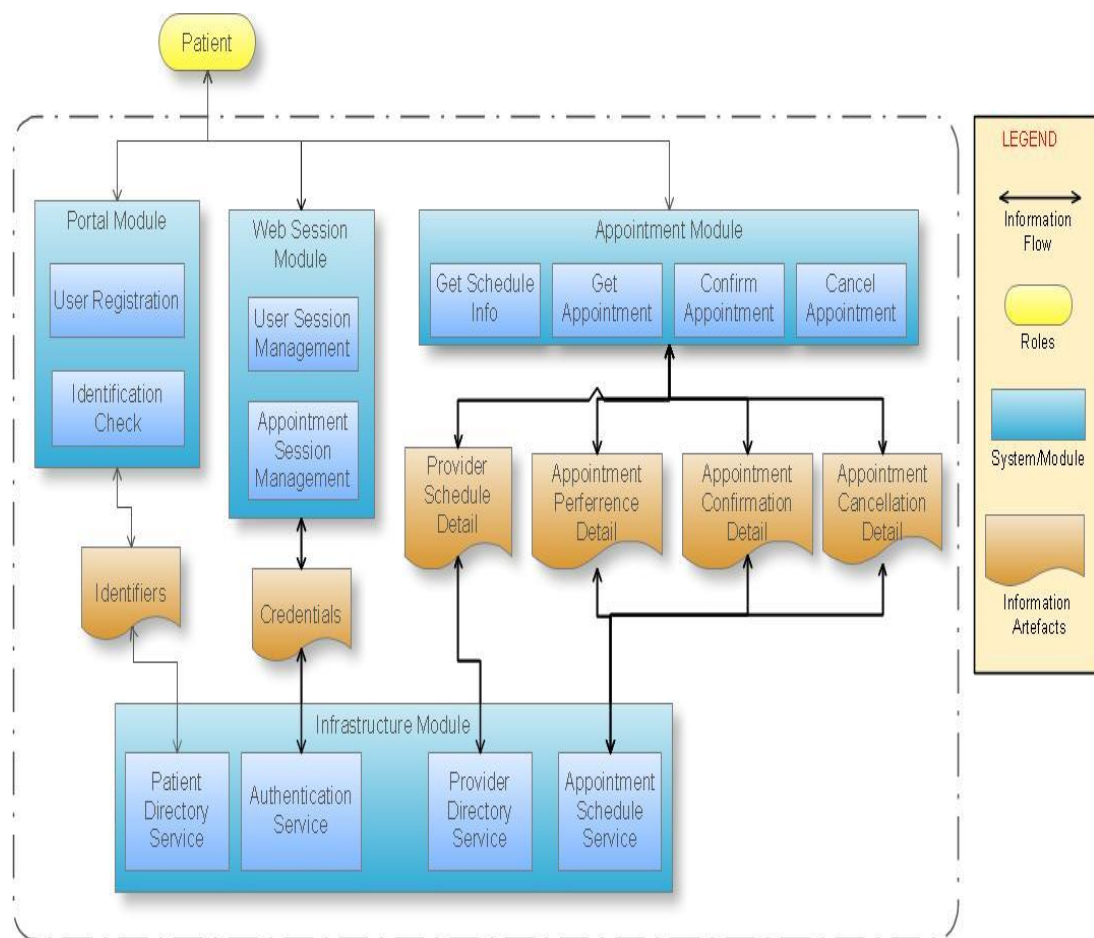 Patient
LEGEND
Information
Flow
Roles
System/Module
Information
Artefacts
Portal Module
User Registration
Identification
Check
Web Session
Module
User Session
Management
Appointment
Session
Management
Appointment Module
Get Schedule
Info
Get
Appointment
Confirm
Appointment
Cancel
Appointment
Provider
Schedule
Detail
Appointment
Perferrence
Detail
Appointment
Confirmation
Detail
Appointment
Cancellation
Detail
Identifiers
Credentials
Infrastructure Module
Patient
Directory
Service
Authentication
Service
Provider
Directory
Service
Appointment
Schedule
Service